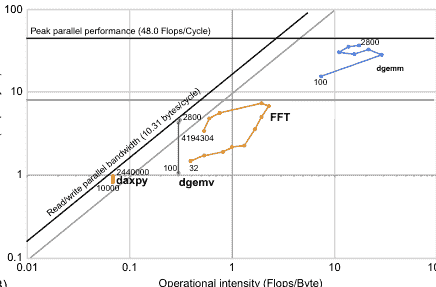 100
Peak parallel performance (48.0 Flops/Cycle)
2800
dgemm
100
10
Read/write parallel bandwidth (10.31 bytes/cycle)
2800
FFT
4194304
100
32
2440000
daxpy
dgemv
10000
1
0.1
0.01
0.1
1
10
100
Operational intensity (Flops/Byte)